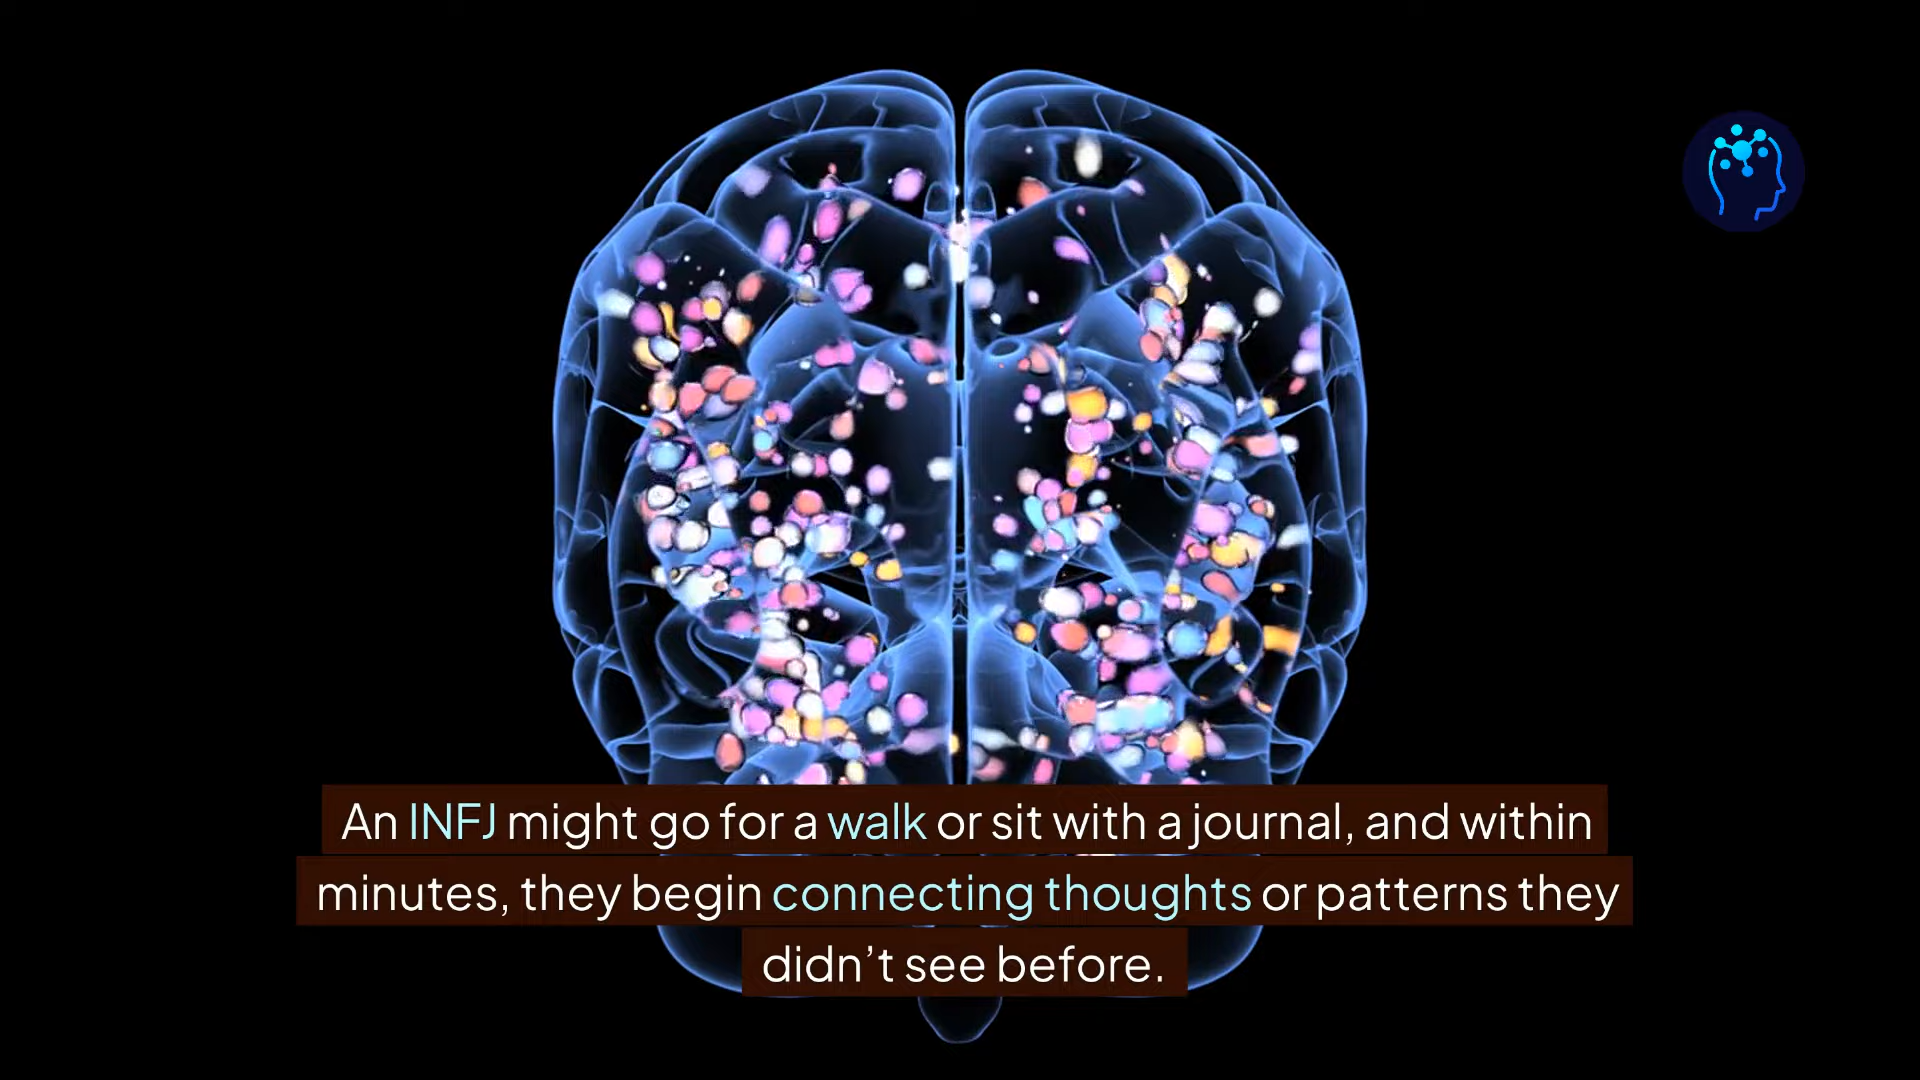 An INFJ might go for a walk or sit with a journal, and within
minutes, they begin connecting thoughts or patterns they
didn’t see before.